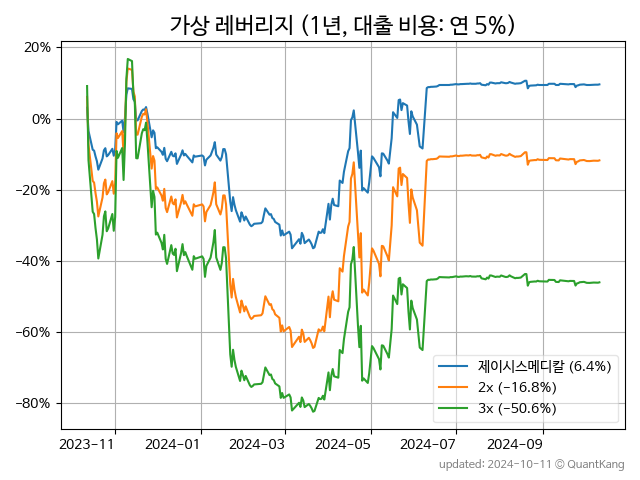 가상 레버리지 (1년, 대출 비용: 연 5%)
20%
0%
−20%
−40%
−60%
−80%
제이시스메디칼 (6.4%)
2x (−16.8%)
3x (−50.6%)
2023-11 2024-01 2024-03 2024-05 2024-07 2024-09
updated: 2024-10-11 © QuantKang